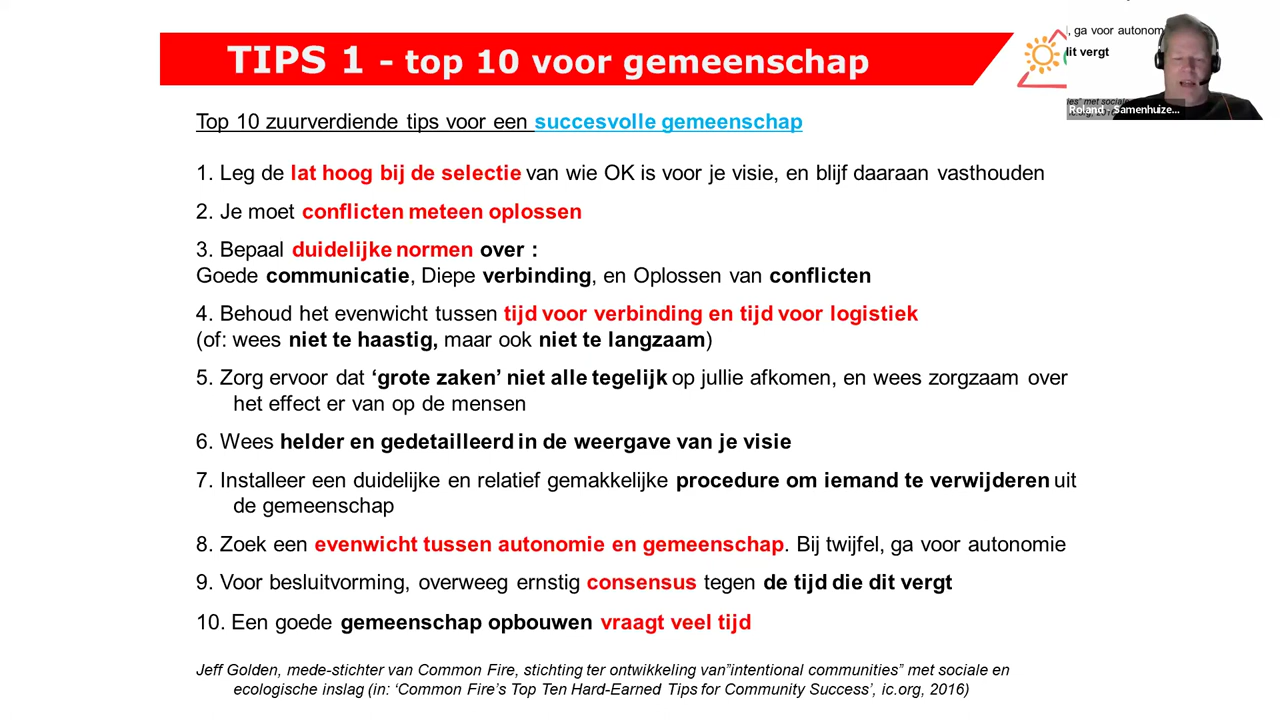 TIPS 1 - top 10 voor gemeenschap
, ga voor autonom
dit vergt
Roland - Samenhuize...
Top 10 zuurverdiende tips voor een succesvolle gemeenschap
1. Leg de lat hoog bij de selectie van wie OK is voor je visie, en blijf daaraan vasthouden
2. Je moet conflicten meteen oplossen
3. Bepaal duidelijke normen over :
Goede communicatie, Diepe verbinding, en Oplossen van conflicten
4. Behoud het evenwicht tussen tijd voor verbinding en tijd voor logistiek
(of: wees niet te haastig, maar ook niet te langzaam)
5. Zorg ervoor dat ‘grote zaken’ niet alle tegelijk op jullie afkomen, en wees zorgzaam over
het effect er van op de mensen
6. Wees helder en gedetailleerd in de weergave van je visie
7. Installeer een duidelijke en relatief gemakkelijke procedure om iemand te verwijderen uit
de gemeenschap
8. Zoek een evenwicht tussen autonomie en gemeenschap. Bij twijfel, ga voor autonomie
9. Voor besluitvorming, overweeg ernstig consensus tegen de tijd die dit vergt
10. Een goede gemeenschap opbouwen vraagt veel tijd
Jeff Golden, mede-stichter van Common Fire, stichting ter ontwikkeling van”intentional communities” met sociale en
ecologische inslag (in: ‘Common Fire’s Top Ten Hard-Earned Tips for Community Success’, ic.org, 2016)